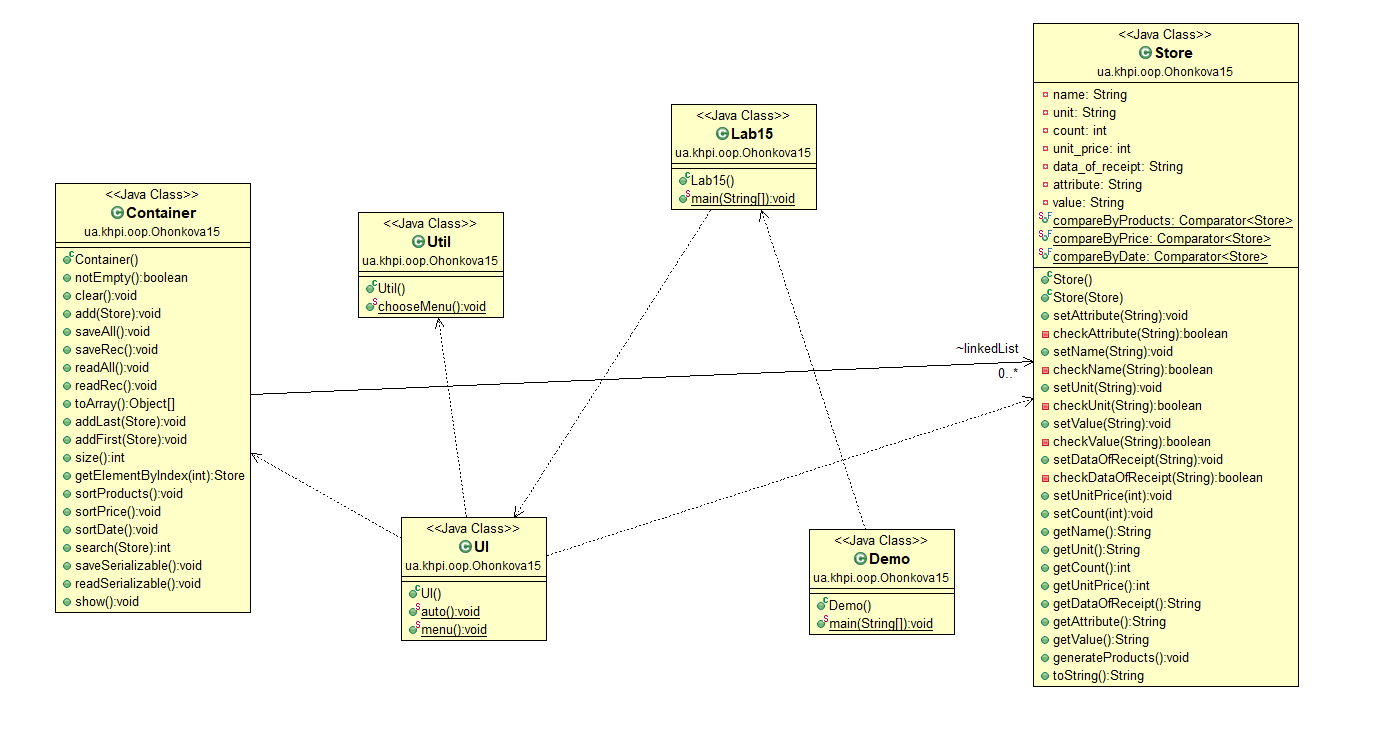 <<Java Class>>
Container
ua.khpi.oop.Ohonkova15
Container()
notEmpty():boolean
clear():void
add(Store):void
saveAll():void
saveRec():void
readAll():void
readRec():void
toArray():Object[]
addLast(Store):void
addFirst(Store):void
size():int
getElementByIndex(int):Store
sortProducts():void
sortPrice():void
sortDate():void
search(Store):int
saveSerializable():void
readSerializable():void
show():void
<<Java Class>>
Util
ua.khpi.oop.Ohonkova15
Util()
chooseMenu():void
<<Java Class>>
UI
ua.khpi.oop.Ohonkova15
UI()
auto():void
menu():void
<<Java Class>>
Lab15
ua.khpi.oop.Ohonkova15
Lab15()
main(String[]):void
<<Java Class>>
Demo
ua.khpi.oop.Ohonkova15
Demo()
main(String[]):void
~linkedList
0..*
<<Java Class>>
Store
ua.khpi.oop.Ohonkova15
name: String
unit: String
count: int
unit_price: int
data_of_receipt: String
attribute: String
value: String
compareByProducts: Comparator<Store>
compareByPrice: Comparator<Store>
compareByDate: Comparator<Store>
Store()
Store(Store)
setAttribute(String):void
checkAttribute(String):boolean
setName(String):void
checkName(String):boolean
setUnit(String):void
checkUnit(String):boolean
setValue(String):void
checkValue(String):boolean
setDataOfReceipt(String):void
checkDataOfReceipt(String):boolean
setUnitPrice(int):void
setCount(int):void
getName():String
getUnit():String
getCount():int
getUnitPrice():int
getDataOfReceipt():String
getAttribute():String
getValue():String
generateProducts():void
toString():String